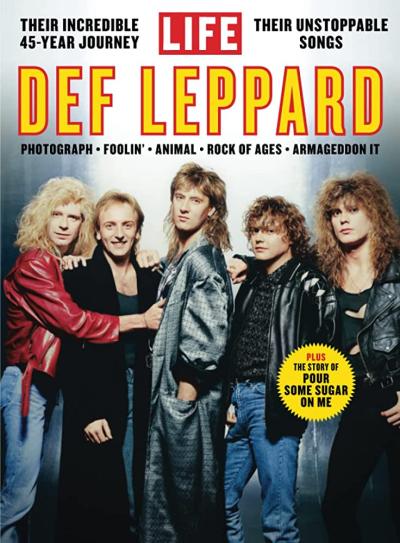 THEIR INCREDIBLE
45-YEAR JOURNEY
LIFE
THEIR UNSTOPPABLE
SONGS
DEF LEPPARD
PHOTOGRAPH • FOOLIN' • ANIMAL • ROCK OF AGES • ARMAGEDDON IT
PLUS
THE STORY OF
POUR
SOME SUGAR
ON ME